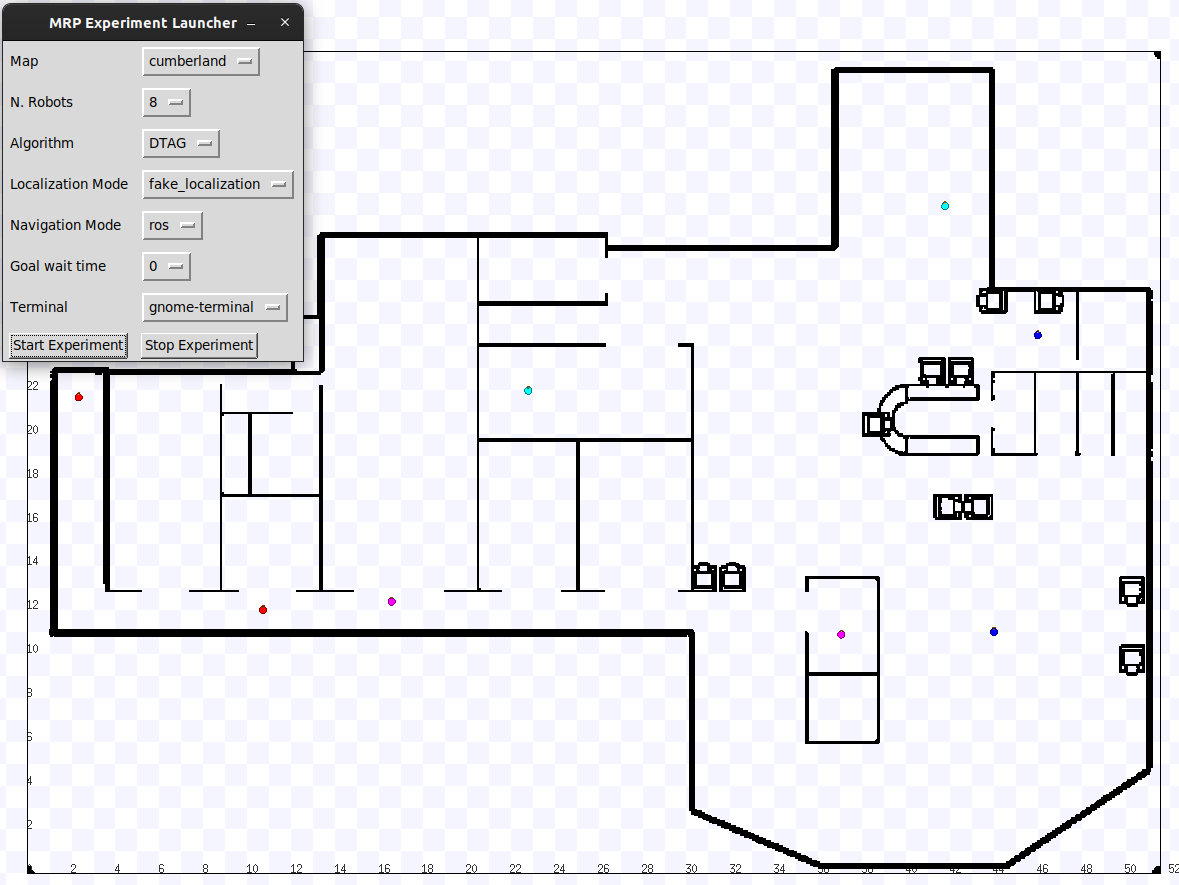 MRP Experiment Launcher
Map cumberland
N. Robots 8
Algorithm DTAG
Localization Mode fake_localization
Navigation Mode ros
Goal wait time 0
Terminal gnome-terminal
Start Experiment Stop Experiment
22
20
18
16
14
12
10
8
6
4
2
2 4 6 8 10 12 14 16 18 20 22 24 26 28 30 32 34 36 38 40 42 44 46 48 50 52